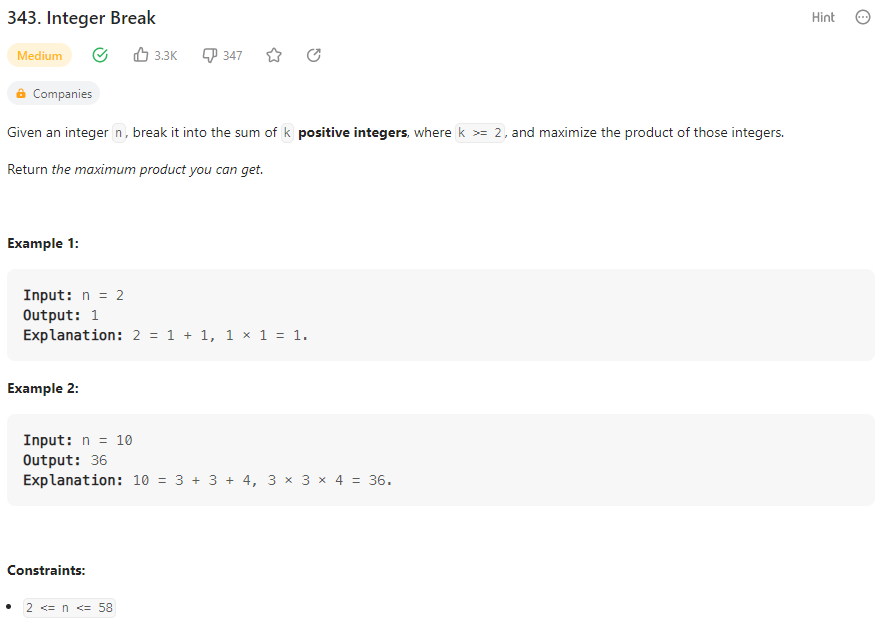 343. Integer Break
Hint
Medium
3.3K
347
Companies
Given an integer n, break it into the sum of k positive integers, where k >= 2, and maximize the product of those integers.
Return the maximum product you can get.
Example 1:
Input: n = 2
Output: 1
Explanation: 2 = 1 + 1, 1 × 1 = 1.
Example 2:
Input: n = 10
Output: 36
Explanation: 10 = 3 + 3 + 4, 3 × 3 × 4 = 36.
Constraints:
• 2 <= n <= 58